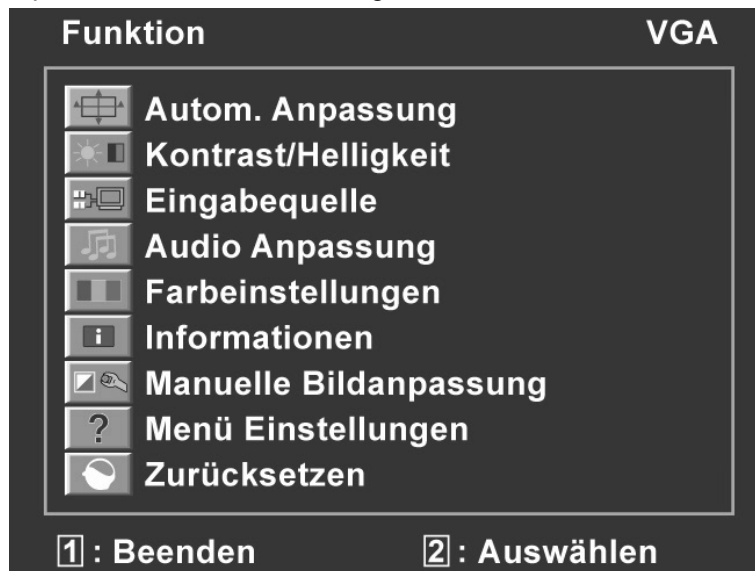 Funktion VGA
Autom. Anpassung
Kontrast/Helligkeit
Eingabequelle
Audio Anpassung
Farbeinstellungen
i Informationen
Manuelle Bildanpassung
? Menü Einstellungen
Zurücksetzen
1 : Beenden 2 : Auswählen